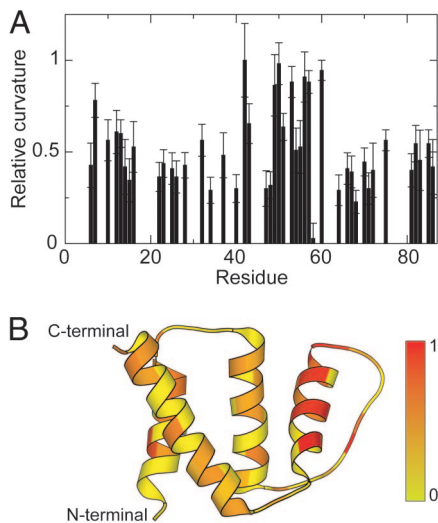 A
Relative curvature
1
0.5
0
0 20 40 60 80
Residue
B
C-terminal
N-terminal
1
0